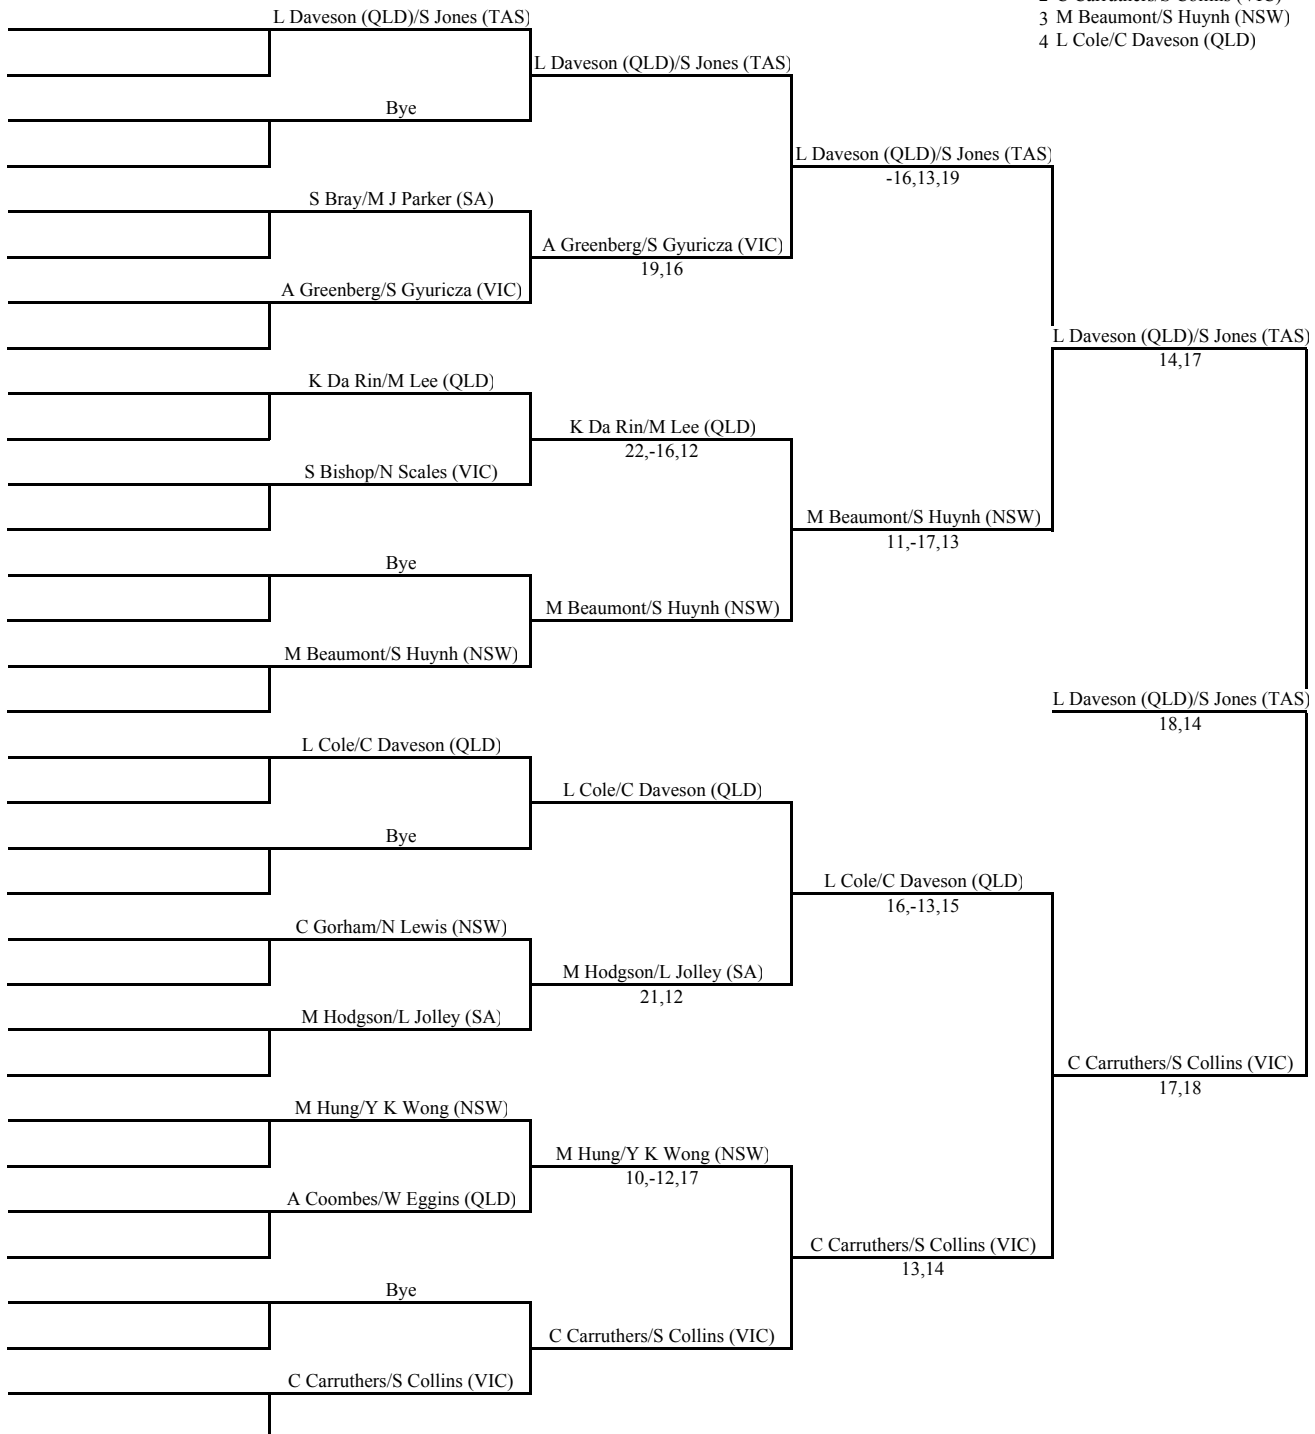 L Daveson (QLD)/S Jones (TAS)
3 M Beaumont/S Huynh (NSW)
4 L Cole/C Daveson (QLD)
L Daveson (QLD)/S Jones (TAS)
Bye
L Daveson (QLD)/S Jones (TAS)
-16,13,19
S Bray/M J Parker (SA)
A Greenberg/S Gyuricza (VIC)
19,16
A Greenberg/S Gyuricza (VIC)
L Daveson (QLD)/S Jones (TAS)
14,17
K Da Rin/M Lee (QLD)
K Da Rin/M Lee (QLD)
22,-16,12
S Bishop/N Scales (VIC)
M Beaumont/S Huynh (NSW)
11,-17,13
Bye
M Beaumont/S Huynh (NSW)
M Beaumont/S Huynh (NSW)
L Daveson (QLD)/S Jones (TAS)
18,14
L Cole/C Daveson (QLD)
L Cole/C Daveson (QLD)
Bye
L Cole/C Daveson (QLD)
16,-13,15
C Gorham/N Lewis (NSW)
M Hodgson/L Jolley (SA)
21,12
M Hodgson/L Jolley (SA)
C Carruthers/S Collins (VIC)
17,18
M Hung/Y K Wong (NSW)
M Hung/Y K Wong (NSW)
10,-12,17
A Coombes/W Eggins (QLD)
C Carruthers/S Collins (VIC)
13,14
Bye
C Carruthers/S Collins (VIC)
C Carruthers/S Collins (VIC)